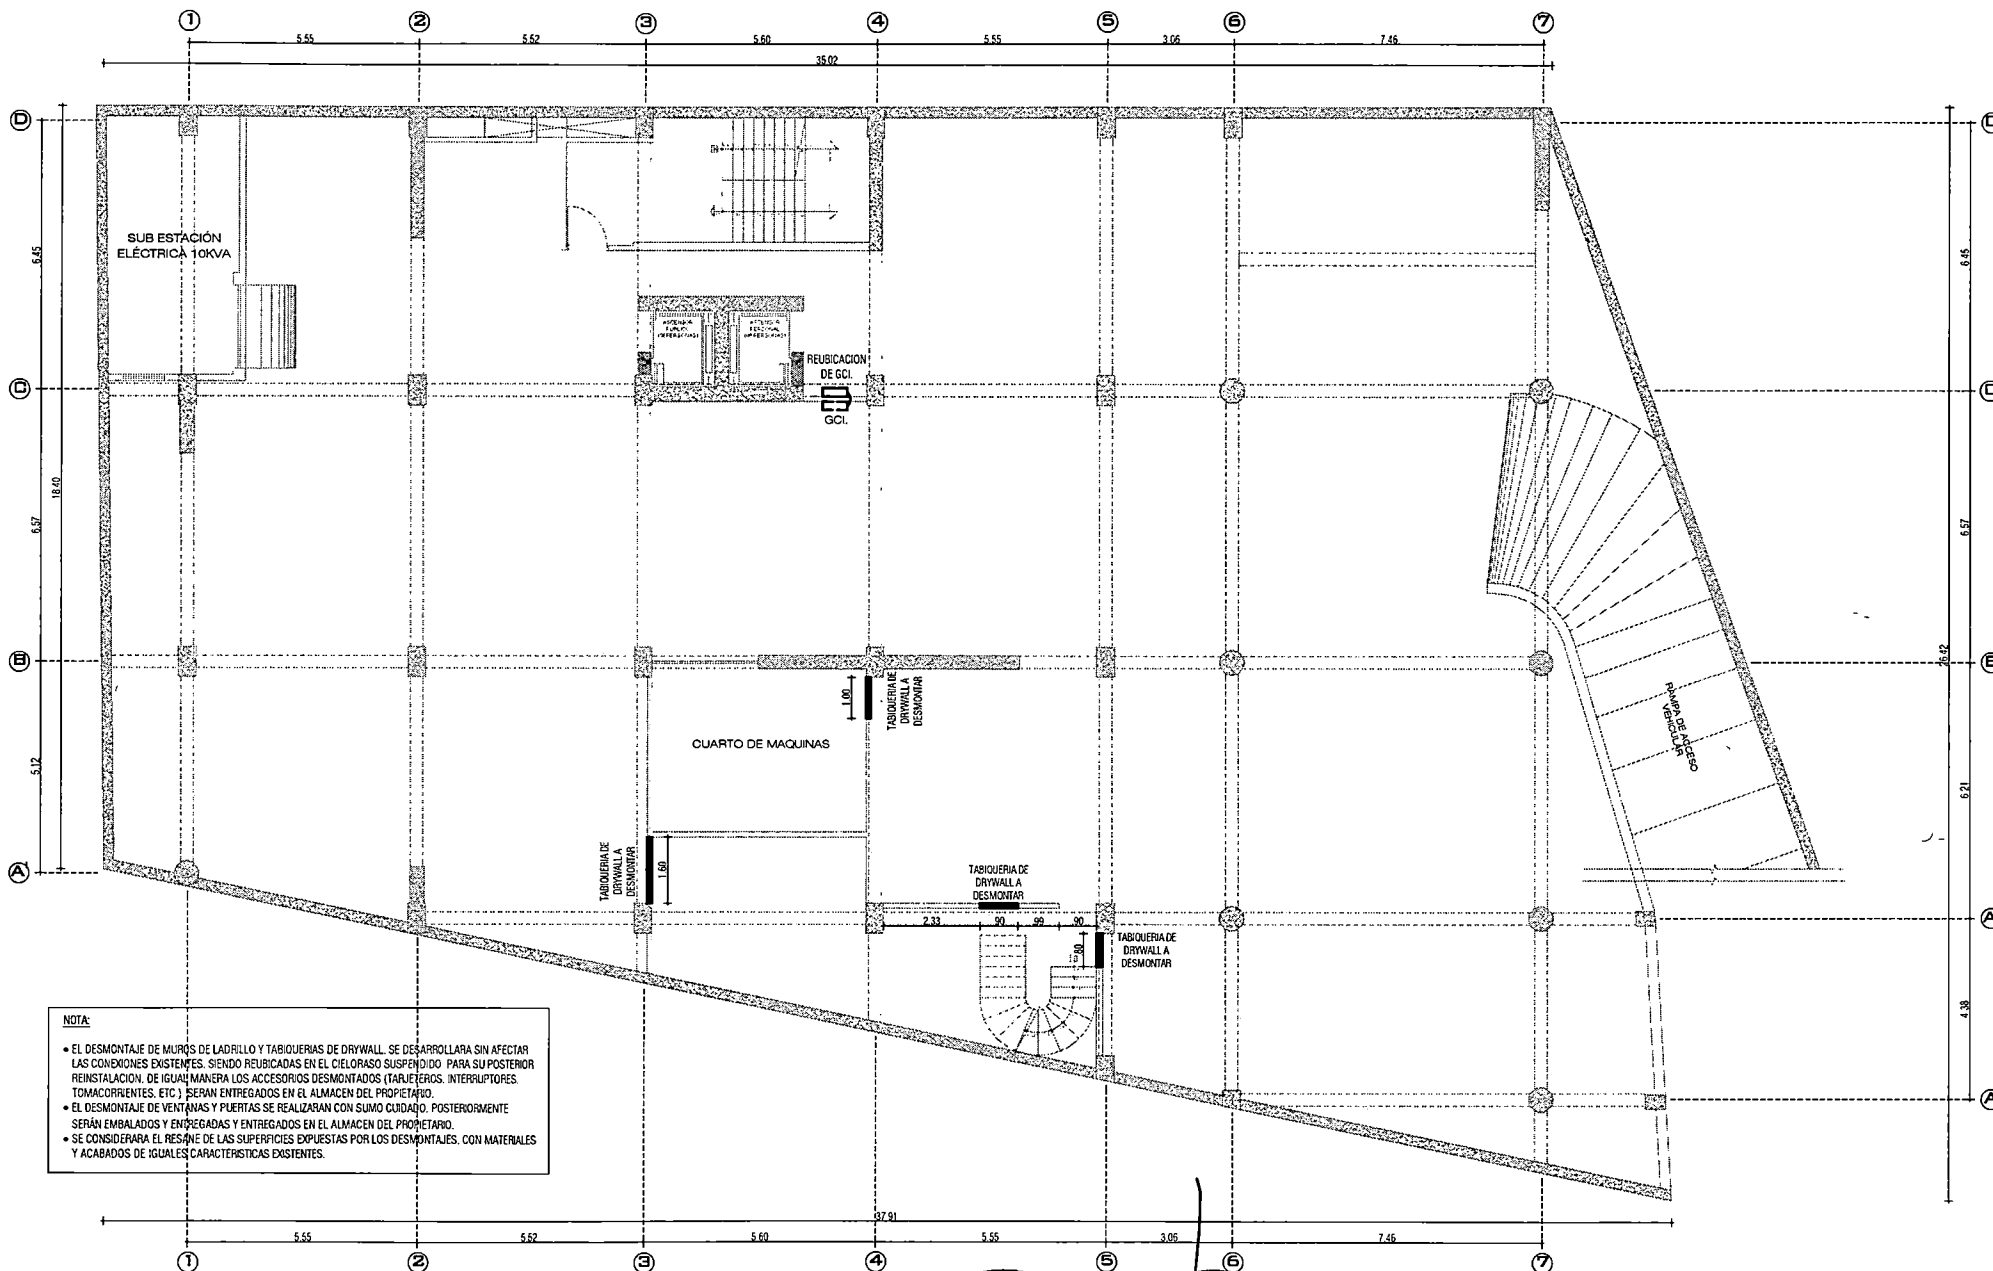 1 2 3 4 5 6 7
5.55 5.52 5.60 5.55 3.06 7.46
35.02
D
C
B
A
6.45
6.57
5.12
18.40
SUB ESTACIÓN
ELÉCTRICA 10KVA
REUBICACION
DE GCI.
GCI.
TABIQUERIA DE
DRYWALL A
DESMONTAR
1.00
CUARTO DE MAQUINAS
TABIQUERIA DE
DRYWALL A
DESMONTAR
1.60
TABIQUERIA DE
DRYWALL A
DESMONTAR
2.33 .90 .99 .90
.80
TABIQUERIA DE
DRYWALL A
DESMONTAR
RAMPA DE ACCESO
VEHICULAR
6.45
6.57
6.21
4.38
26.42
NOTA:
• EL DESMONTAJE DE MUROS DE LADRILLO Y TABIQUERIAS DE DRYWALL. SE DESARROLLARA SIN AFECTAR
LAS CONEXIONES EXISTENTES. SIENDO REUBICADAS EN EL CIELORASO SUSPENDIDO PARA SU POSTERIOR
REINSTALACION, DE IGUAL MANERA LOS ACCESORIOS DESMONTADOS (TARJETEROS, INTERRUPTORES,
TOMACORRIENTES, ETC.) SERAN ENTREGADOS EN EL ALMACEN DEL PROPIETARIO.
• EL DESMONTAJE DE VENTANAS Y PUERTAS SE REALIZARAN CON SUMO CUIDADO. POSTERIORMENTE
SERÁN EMBALADOS Y ENTREGADAS Y ENTREGADOS EN EL ALMACEN DEL PROPIETARIO.
• SE CONSIDERARA EL RESANE DE LAS SUPERFICIES EXPUESTAS POR LOS DESMONTAJES, CON MATERIALES
Y ACABADOS DE IGUALES CARACTERISTICAS EXISTENTES.
37.91
5.55 5.52 5.60 5.55 3.06 7.46
1 2 3 4 5 6 7